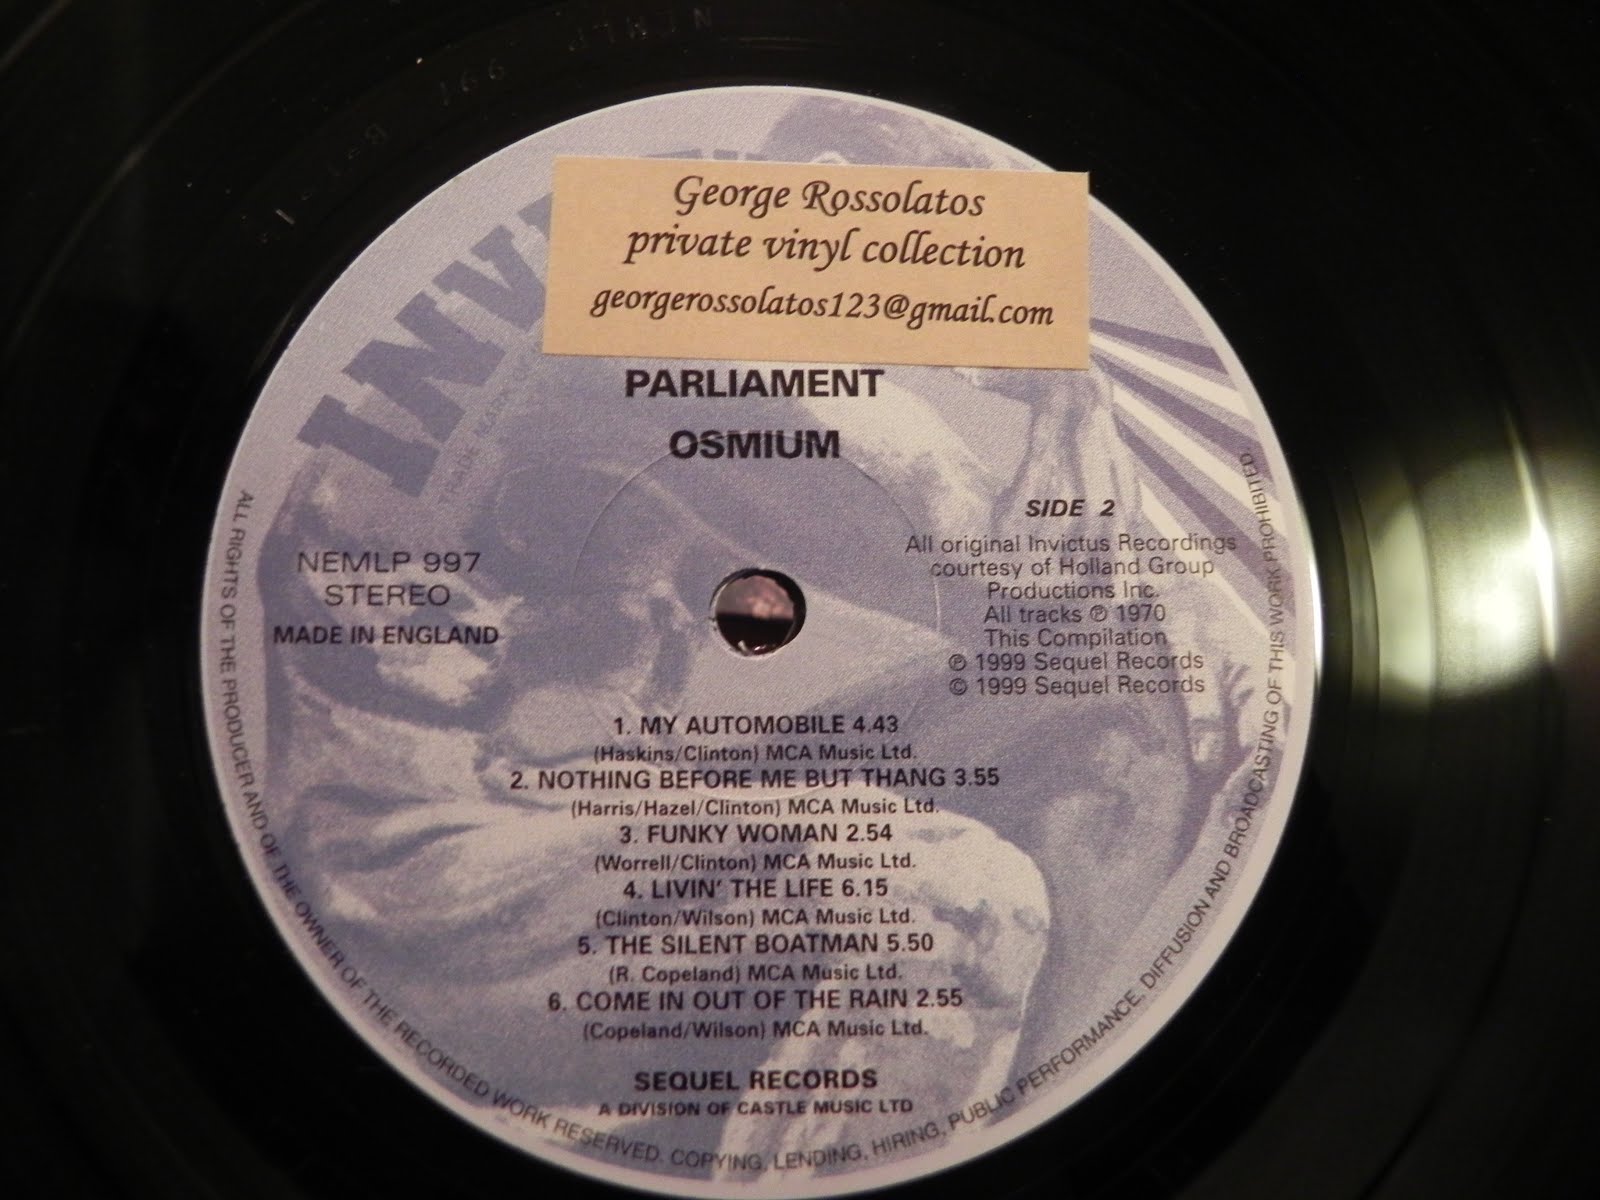 George Rossolatos
private vinyl collection
georgerossolatos123@gmail.com
PARLIAMENT
OSMIUM
NEMLP 997
STEREO
MADE IN ENGLAND
SIDE 2
All original Invictus Recordings
courtesy of Holland Group
Productions Inc.
All tracks ℗ 1970
This Compilation
℗ 1999 Sequel Records
© 1999 Sequel Records
1. MY AUTOMOBILE 4.43
(Haskins/Clinton) MCA Music Ltd.
2. NOTHING BEFORE ME BUT THANG 3.55
(Harris/Hazel/Clinton) MCA Music Ltd.
3. FUNKY WOMAN 2.54
(Worrell/Clinton) MCA Music Ltd.
4. LIVIN' THE LIFE 6.15
(Clinton/Wilson) MCA Music Ltd.
5. THE SILENT BOATMAN 5.50
(R. Copeland) MCA Music Ltd.
6. COME IN OUT OF THE RAIN 2.55
(Copeland/Wilson) MCA Music Ltd.
SEQUEL RECORDS
A DIVISION OF CASTLE MUSIC LTD
ALL RIGHTS OF THE PRODUCER AND OF THE OWNER OF THE RECORDED WORK RESERVED. COPYING, LENDING, HIRING, PUBLIC PERFORMANCE, DIFFUSION AND BROADCASTING OF THIS WORK PROHIBITED.
TRADE MARK